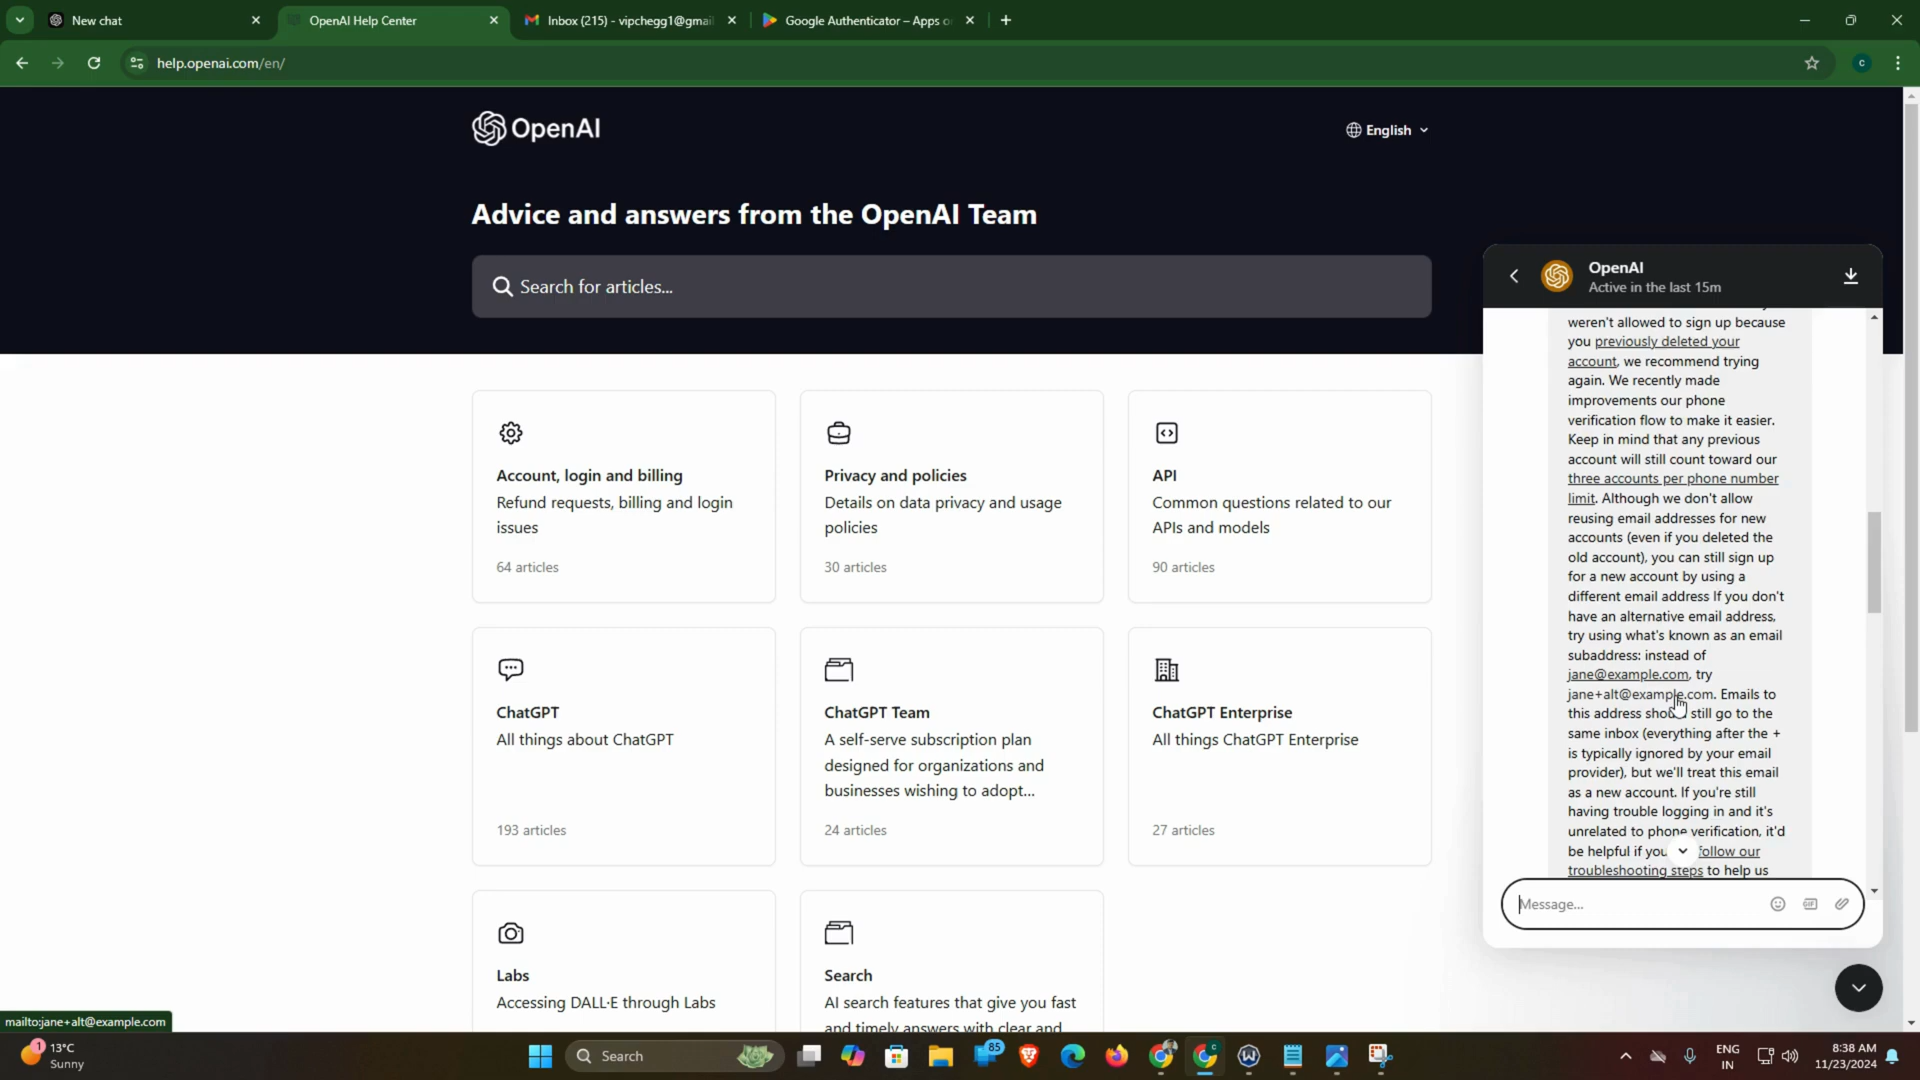 New chat
OpenAI Help Center
Inbox (215) - vipchegg1@gmai
Google Authenticator – Apps o
help.openai.com/en/
C
OpenAI
English
Advice and answers from the OpenAI Team
Search for articles...
Account, login and billing
Refund requests, billing and login
issues
64 articles
Privacy and policies
Details on data privacy and usage
policies
30 articles
API
Common questions related to our
APIs and models
90 articles
ChatGPT
All things about ChatGPT
193 articles
ChatGPT Team
A self-serve subscription plan
designed for organizations and
businesses wishing to adopt...
24 articles
ChatGPT Enterprise
All things ChatGPT Enterprise
27 articles
Labs
Accessing DALL·E through Labs
Search
AI search features that give you fast
and timely answers with clear and
OpenAI
Active in the last 15m
weren't allowed to sign up because
you previously deleted your
account, we recommend trying
again. We recently made
improvements our phone
verification flow to make it easier.
Keep in mind that any previous
account will still count toward our
three accounts per phone number
limit. Although we don't allow
reusing email addresses for new
accounts (even if you deleted the
old account), you can still sign up
for a new account by using a
different email address If you don't
have an alternative email address,
try using what's known as an email
subaddress: instead of
jane@example.com, try
jane+alt@example.com. Emails to
this address should still go to the
same inbox (everything after the +
is typically ignored by your email
provider), but we'll treat this email
as a new account. If you're still
having trouble logging in and it's
unrelated to phone verification, it'd
be helpful if you follow our
troubleshooting steps to help us
Message...
GIF
mailto:jane+alt@example.com
1
13°C
Sunny
Search
85
C
ENG
IN
8:38 AM
11/23/2024